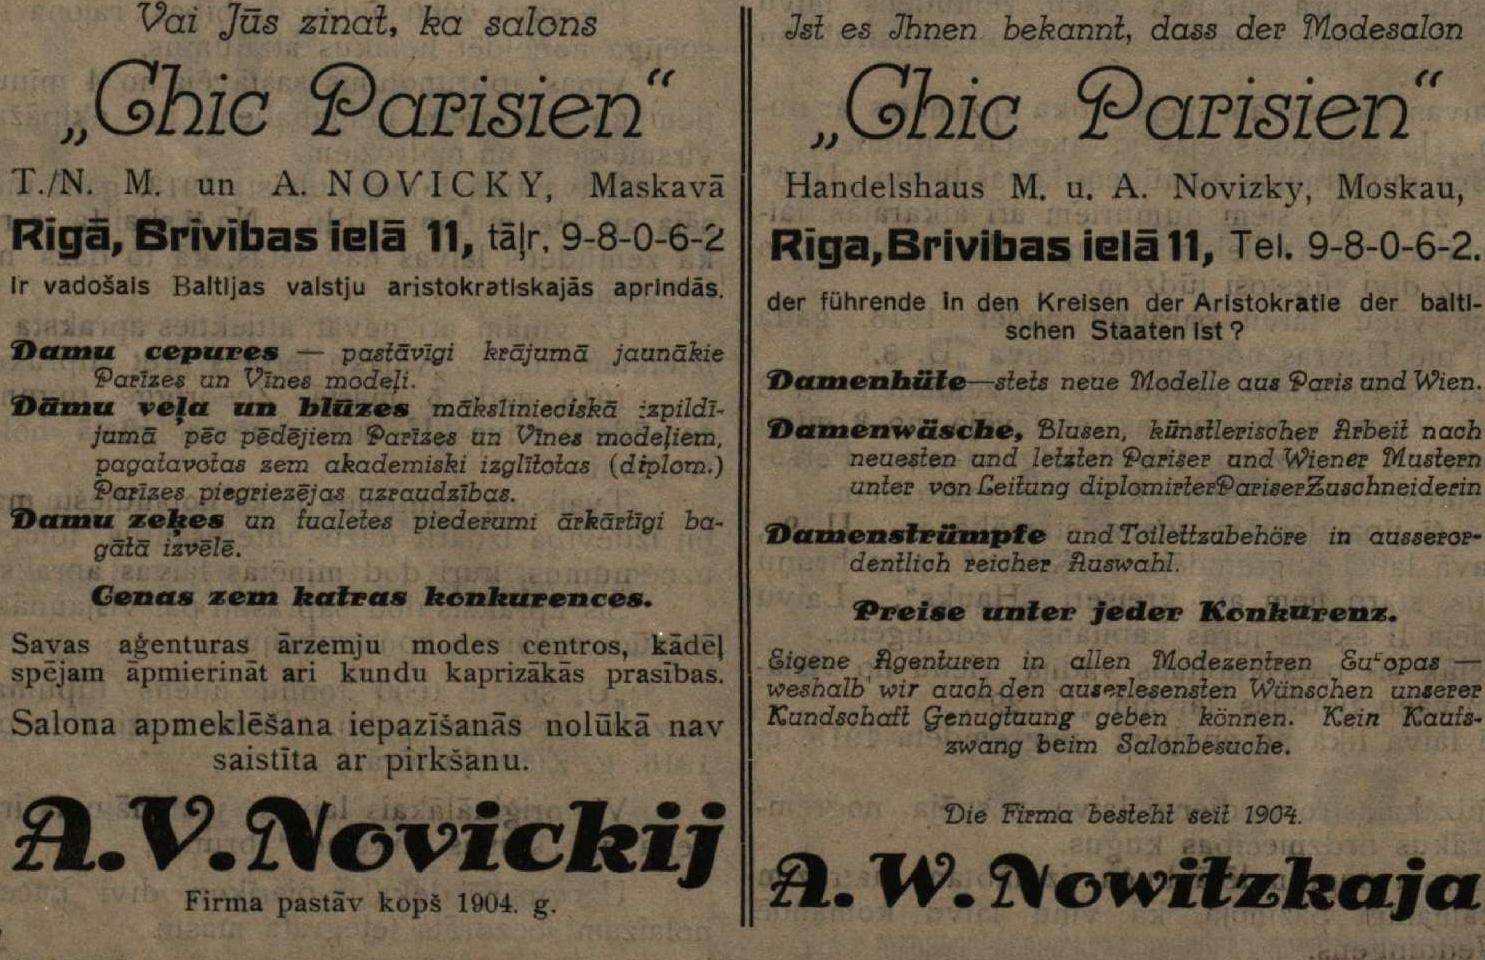 Vai Jūs zinat, ka salons
„Chic Parisien“
T./N. M. un A. NOVICKY, Maskavā
Rīgā, Brīvības ielā 11, tāļr. 9-8-0-6-2
ir vadošais Baltijas valstju aristokratiskajās aprindās.
Damu cepures — pastāvīgi krājumā jaunākie
Parīzes un Vīnes modeļi.
Dāmu veļa un blūzes mākslinieciskā izpildī-
jumā pēc pēdējiem Parīzes un Vīnes modeļiem,
pagatavotas zem akademiski izglītotas (diplom.)
Parīzes piegriezējas uzraudzības.
Damu zeķes un tualetes piederumi ārkārtīgi ba-
gātā izvēlē.
Cenas zem katras konkurences.
Savas aģenturas ārzemju modes centros, kādēļ
spējam āpmierināt ari kundu kaprizākās prasības.
Salona apmeklēšana iepazīšanās nolūkā nav
saistīta ar pirkšanu.
A. V. Novickij
Firma pastāv kopš 1904. g.
Ist es Ihnen bekannt, dass der Modesalon
„Chic Parisien“
Handelshaus M. u. A. Novizky, Moskau,
Rīga, Brivibas ielā 11, Tel. 9-8-0-6-2.
der führende in den Kreisen der Aristokratie der balti-
schen Staaten ist?
Damenhüte—stets neue Modelle aus Paris und Wien.
Damenwäsche, Blusen, künstlerischer Arbeit nach
neuesten und letzten Pariser und Wiener Mustern
unter von Leitung diplomirter Pariser Zuschneiderin
Damenstrümpfe und Toilettzubehöre in ausseror-
dentlich reicher Auswahl.
Preise unter jeder Konkurenz.
Eigene Agenturen in allen Modezentren Europas —
weshalb wir auch den auserlesensten Wünschen unserer
Kundschaft Genugtuung geben können. Kein Kaufs-
zwang beim Salonbesuche.
Die Firma besteht seit 1904.
A. W. Nowitzkaja